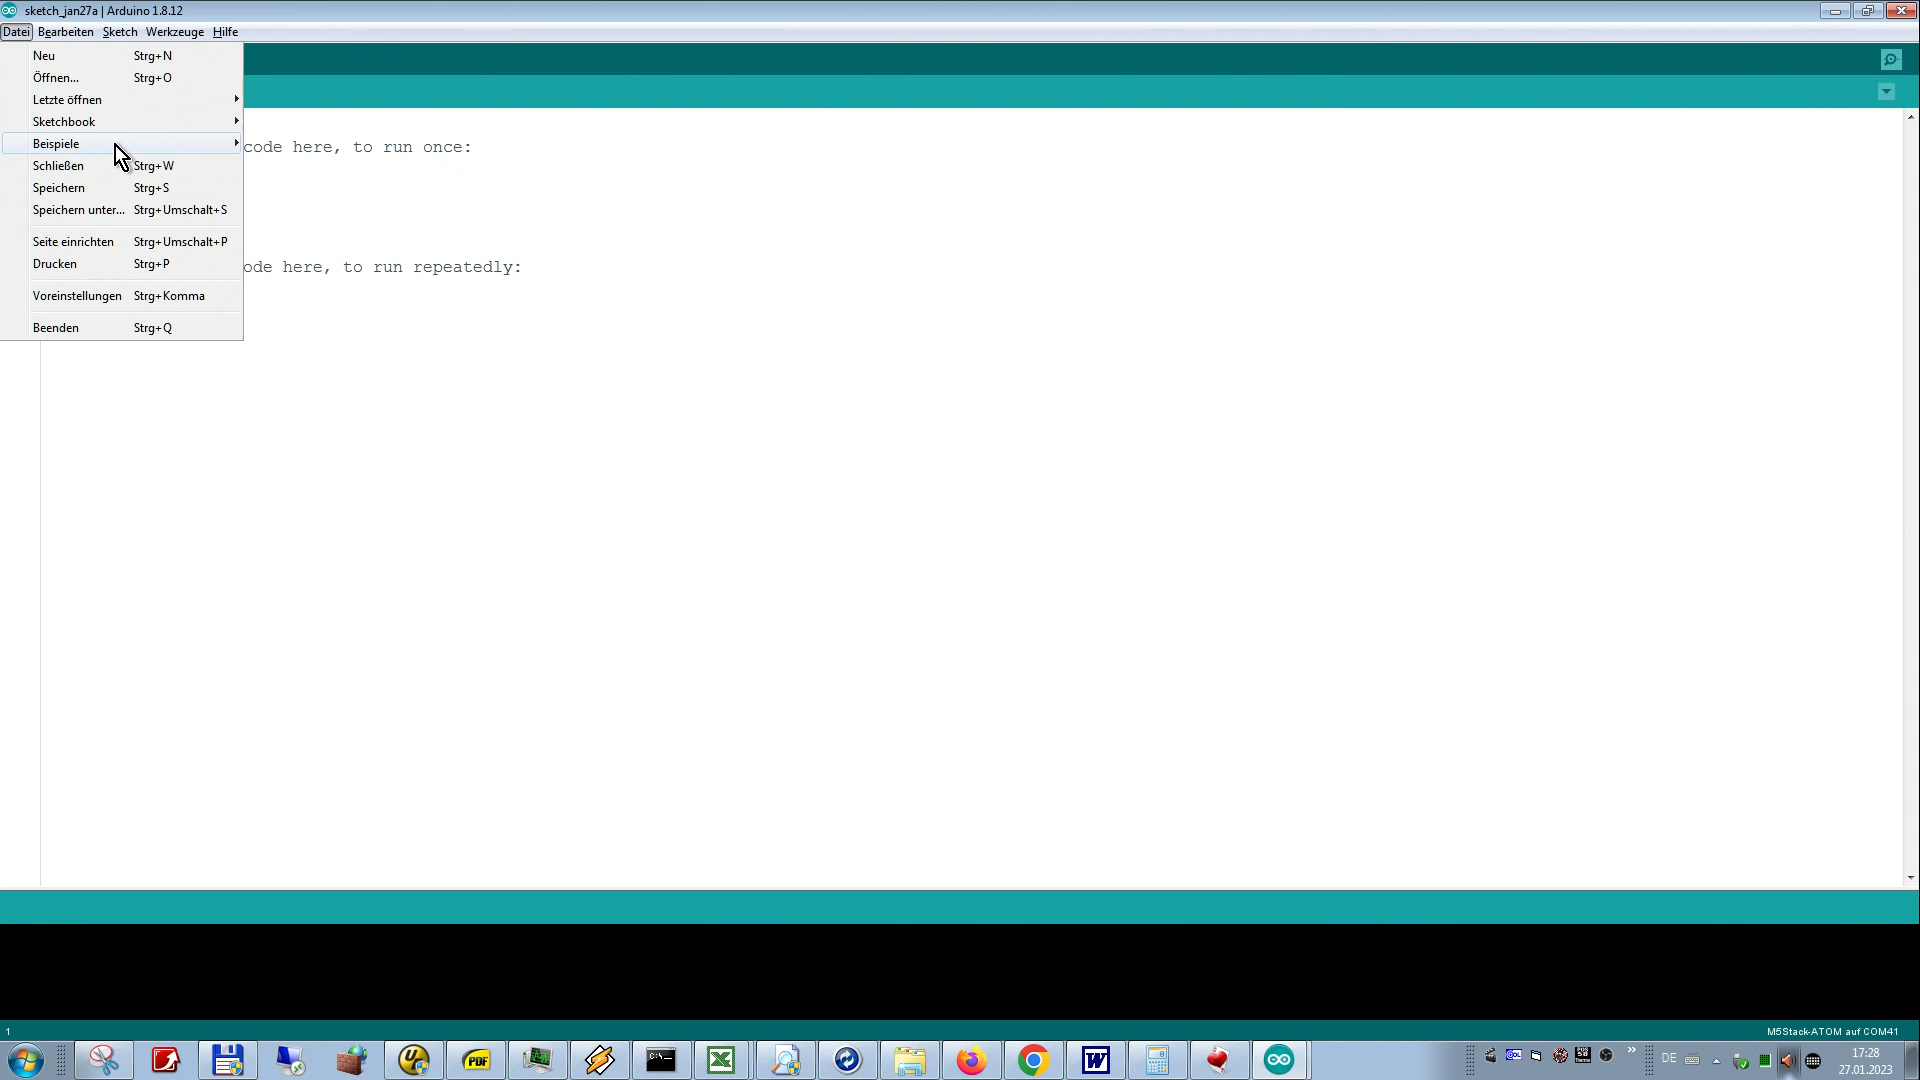 sketch_jan27a | Arduino 1.8.12
Datei Bearbeiten Sketch Werkzeuge Hilfe
Neu Strg+N
Öffnen... Strg+O
Letzte öffnen
Sketchbook
Beispiele
code here, to run once:
Schließen Strg+W
Speichern Strg+S
Speichern unter... Strg+Umschalt+S
Seite einrichten Strg+Umschalt+P
Drucken Strg+P
ode here, to run repeatedly:
Voreinstellungen Strg+Komma
Beenden Strg+Q
1
M5Stack-ATOM auf COM41
PDF
DE
17:28
27.01.2023